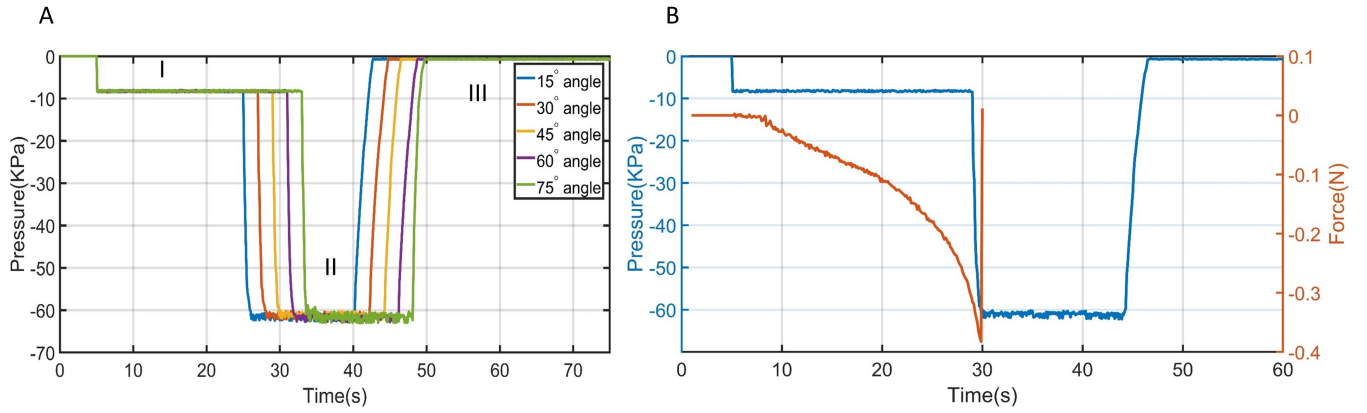 A
B
0
-10
-20
-30
-40
-50
-60
-70
Pressure(KPa)
0
10
20
30
40
50
60
70
Time(s)
I
II
III
15° angle
30° angle
45° angle
60° angle
75° angle
0
-10
-20
-30
-40
-50
-60
Pressure(KPa)
0
10
20
30
40
50
60
Time(s)
0.1
0
-0.1
-0.2
-0.3
-0.4
Force(N)